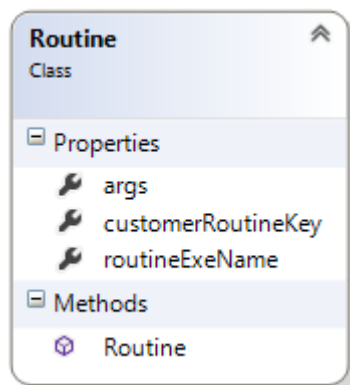 Routine
Class
Properties
args
customerRoutineKey
routineExeName
Methods
Routine